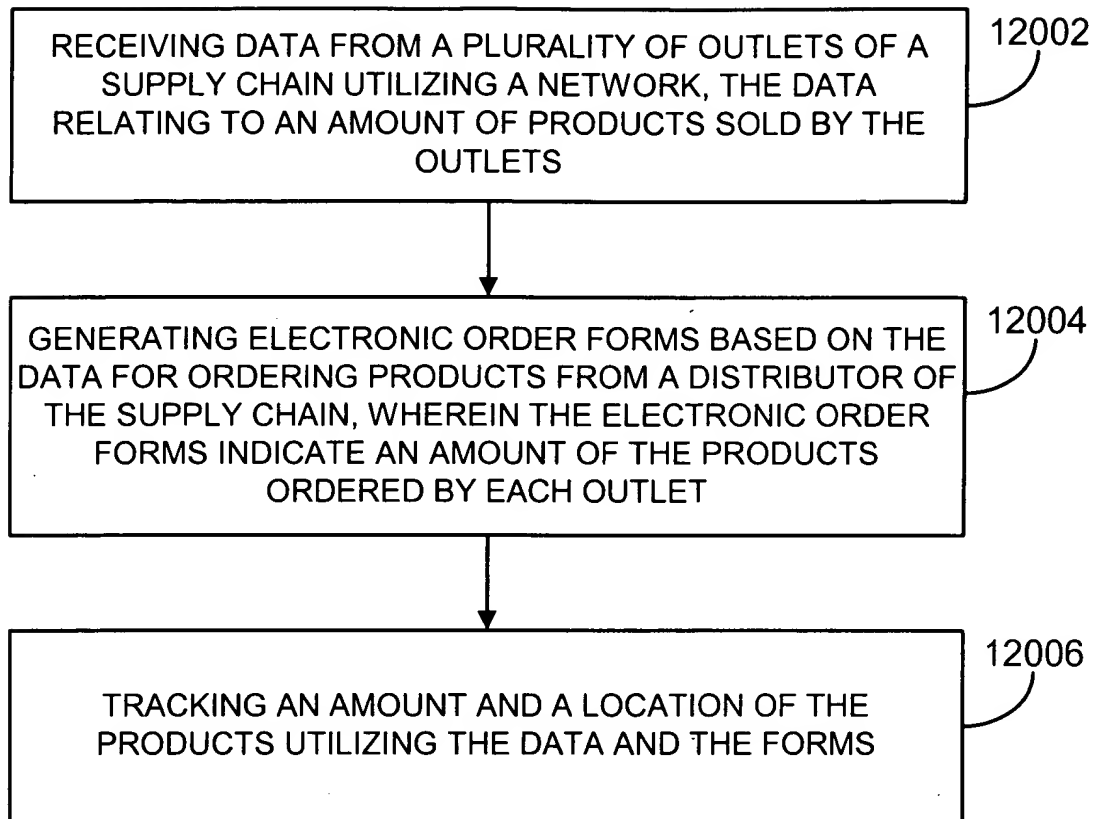 RECEIVING DATA FROM A PLURALITY OF OUTLETS OF A
SUPPLY CHAIN UTILIZING A NETWORK, THE DATA
RELATING TO AN AMOUNT OF PRODUCTS SOLD BY THE
OUTLETS
12002
GENERATING ELECTRONIC ORDER FORMS BASED ON THE
DATA FOR ORDERING PRODUCTS FROM A DISTRIBUTOR OF
THE SUPPLY CHAIN, WHEREIN THE ELECTRONIC ORDER
FORMS INDICATE AN AMOUNT OF THE PRODUCTS
ORDERED BY EACH OUTLET
12004
TRACKING AN AMOUNT AND A LOCATION OF THE
PRODUCTS UTILIZING THE DATA AND THE FORMS
12006